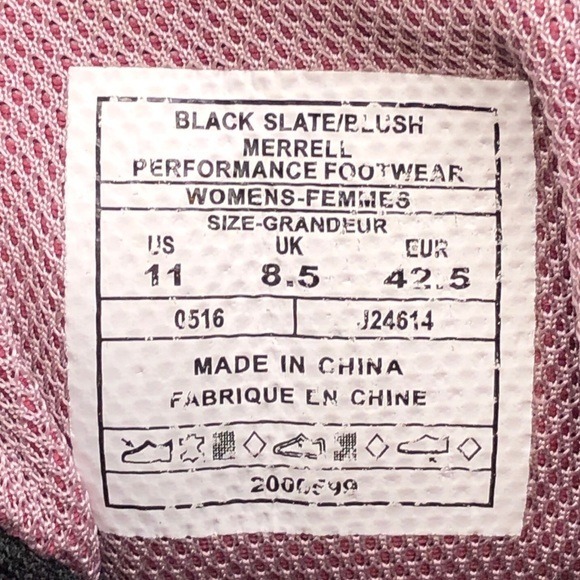 BLACK SLATE/BLUSH
MERRELL
PERFORMANCE FOOTWEAR
WOMENS-FEMMES
SIZE-GRANDEUR
US UK EUR
11 8.5 42.5
0516 J24614
MADE IN CHINA
FABRIQUE EN CHINE